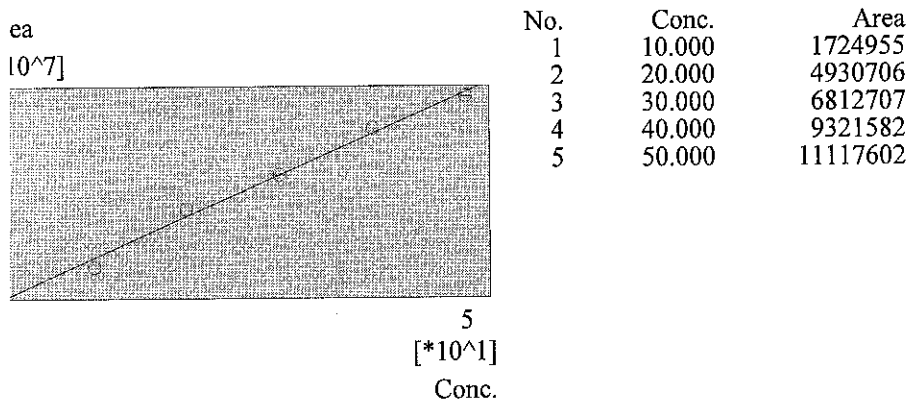 ea
10^7]
5
[*10^1]
Conc.
No. Conc. Area
1 10.000 1724955
2 20.000 4930706
3 30.000 6812707
4 40.000 9321582
5 50.000 11117602